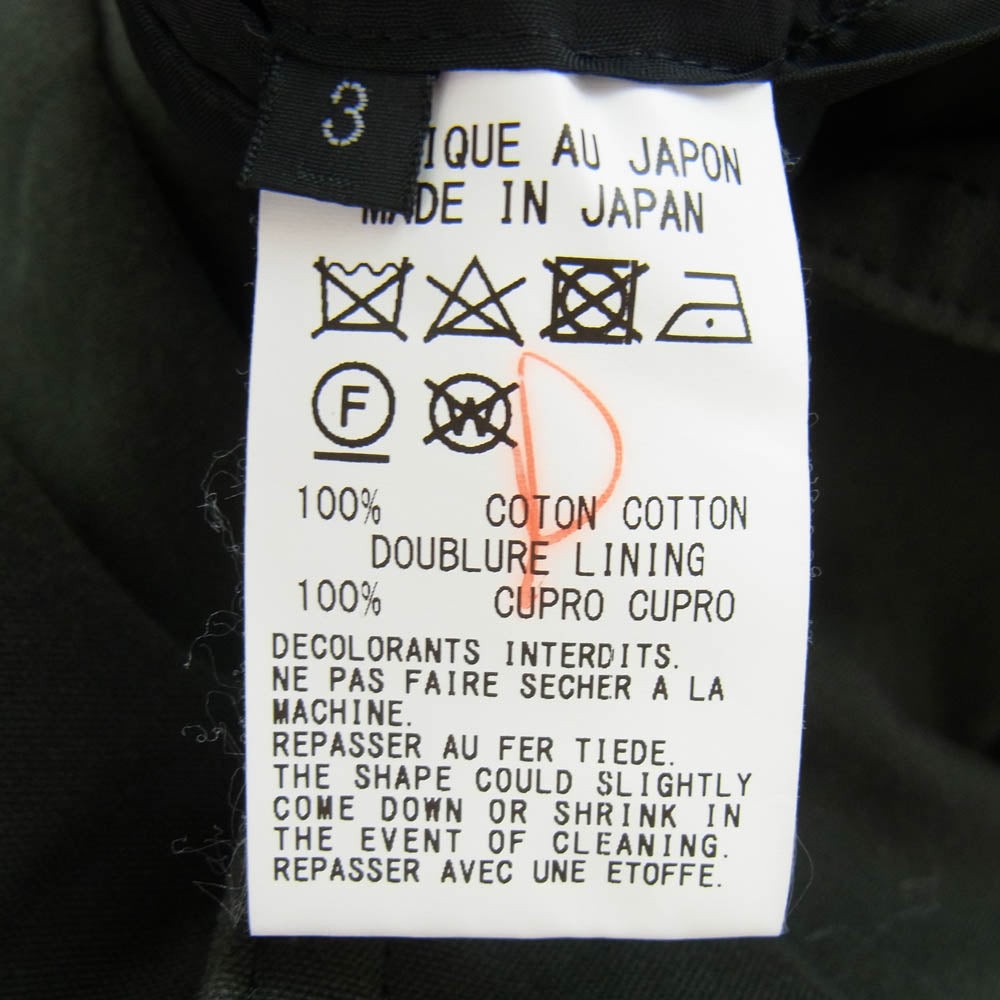 3
IQUE AU JAPON
MADE IN JAPAN
F
W
P
100% COTON COTTON
DOUBLURE LINING
100% CUPRO CUPRO
DECOLORANTS INTERDITS.
NE PAS FAIRE SECHER A LA
MACHINE.
REPASSER AU FER TIEDE.
THE SHAPE COULD SLIGHTLY
COME DOWN OR SHRINK IN
THE EVENT OF CLEANING.
REPASSER AVEC UNE ETOFFE.